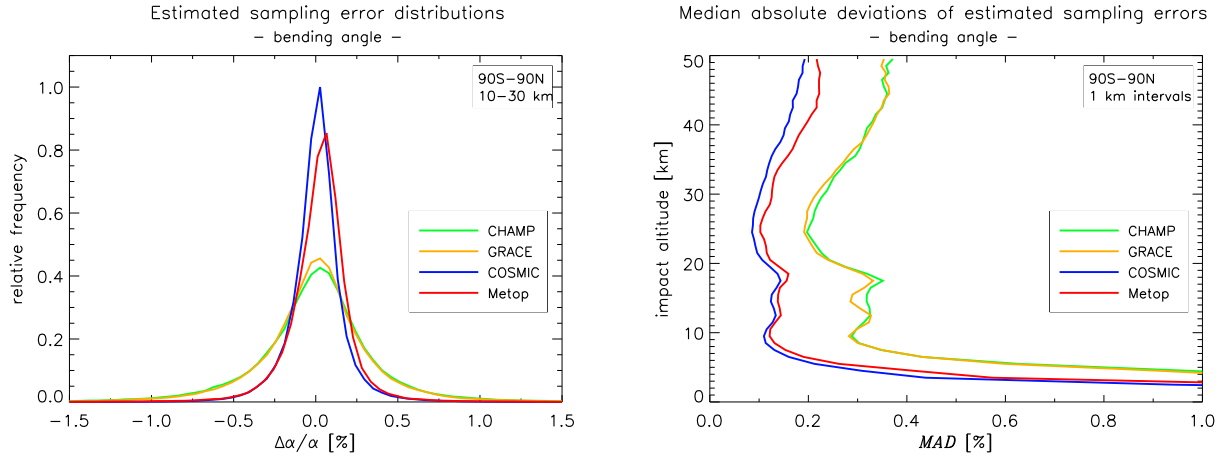 Estimated sampling error distributions
– bending angle –
90S–90N
10–30 km
relative frequency
1.0
0.8
0.6
0.4
0.2
0.0
CHAMP
GRACE
COSMIC
Metop
−1.5 −1.0 −0.5 0.0 0.5 1.0 1.5
Δα/α [%]
Median absolute deviations of estimated sampling errors
– bending angle –
90S–90N
1 km intervals
impact altitude [km]
50
40
30
20
10
0
CHAMP
GRACE
COSMIC
Metop
0.0 0.2 0.4 0.6 0.8 1.0
MAD [%]